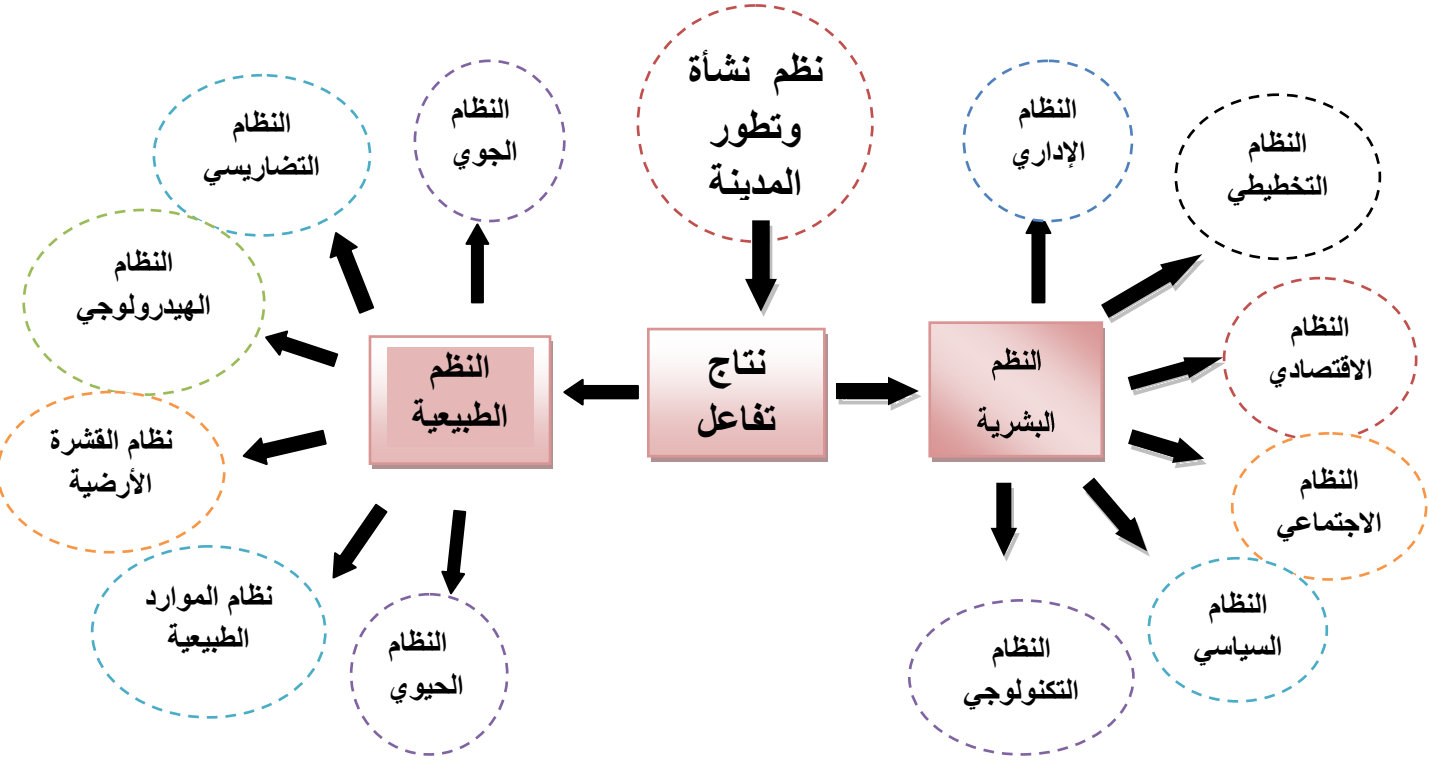 نظم نشأة
وتطور
المدينة
نتاج
تفاعل
النظم
البشرية
النظام
الإداري
النظام
التخطيطي
النظام
الاقتصادي
النظام
الاجتماعي
النظام
السياسي
النظام
التكنولوجي
النظم
الطبيعية
النظام
الجوي
النظام
التضاريسي
النظام
الهيدرولوجي
نظام القشرة
الأرضية
نظام الموارد
الطبيعية
النظام
الحيوي